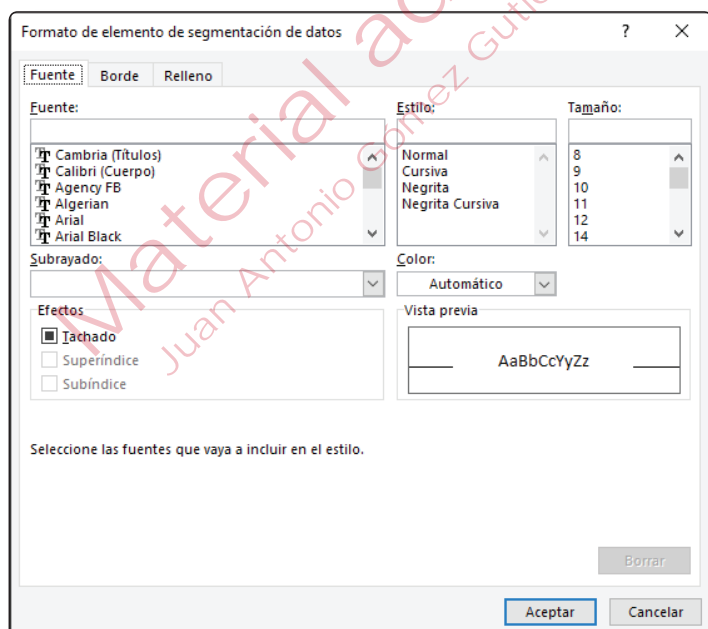 Formato de elemento de segmentación de datos ? ×
Fuente Borde Relleno
Fuente: Estilo: Tamaño:
Cambria (Títulos) Normal 8
Calibri (Cuerpo) Cursiva 9
Agency FB Negrita 10
Algerian Negrita Cursiva 11
Arial 12
Arial Black 14
Subrayado: Color:
Automático
Efectos Vista previa
Tachado
Superíndice AaBbCcYyZz
Subíndice
Seleccione las fuentes que vaya a incluir en el estilo.
Borrar
Aceptar Cancelar
Material
Juan Antonio Gómez